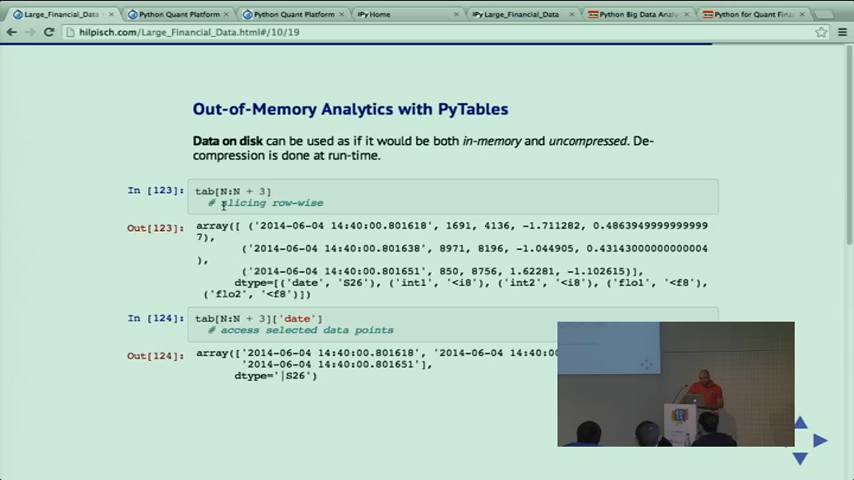 Large_Financial_Data.
Python Quant Platform
Python Quant Platform
IPy Home
IPy Large_Financial_Data
Python Big Data Analy
Python for Quant Finan
hilpisch.com/Large_Financial_Data.html#/10/19
Out-of-Memory Analytics with PyTables
Data on disk can be used as if it would be both in-memory and uncompressed. De-
compression is done at run-time.
In [123]: tab[N:N + 3]
# slicing row-wise
Out[123]: array([ ('2014-06-04 14:40:00.801618', 1691, 4136, -1.711282, 0.4863949999999999
7),
('2014-06-04 14:40:00.801638', 8971, 8196, -1.044905, 0.43143000000000004
),
('2014-06-04 14:40:00.801651', 850, 8756, 1.62281, -1.102615)],
dtype=[('date', 'S26'), ('int1', '<i8'), ('int2', '<i8'), ('flo1', '<f8'),
('flo2', '<f8')])
In [124]: tab[N:N + 3]['date']
# access selected data points
Out[124]: array(['2014-06-04 14:40:00.801618', '2014-06-04 14:40:00
'2014-06-04 14:40:00.801651'],
dtype='|S26')